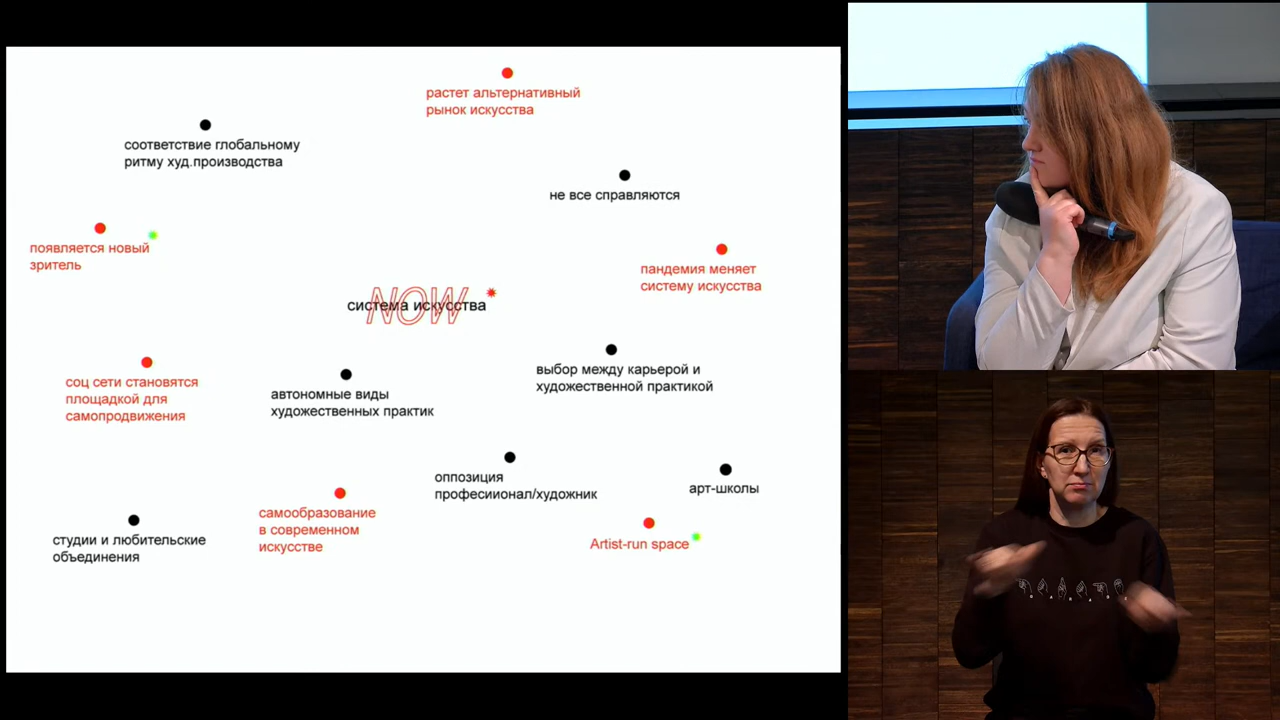 растет альтернативный
рынок искусства
соответствие глобальному
ритму худ.производства
не все справляются
появляется новый
зритель
пандемия меняет
систему искусства
система искусства
NOW
соц сети становятся
площадкой для
самопродвижения
автономные виды
художественных практик
выбор между карьерой и
художественной практикой
оппозиция
професиионал/художник
арт-школы
самообразование
в современном
искусстве
студии и любительские
объединения
Artist-run space